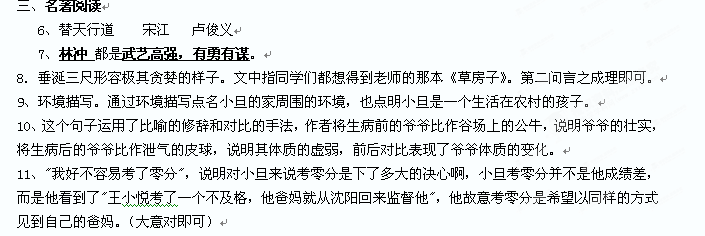 三、名著阅读
6、替天行道 宋江 卢俊义
7、林冲 都是武艺高强，有勇有谋。
8．垂涎三尺形容极其贪婪的样子。文中指同学们都想得到老师的那本《草房子》。第二问言之成理即可。
9、环境描写。通过环境描写点名小旦的家周围的环境，也点明小旦是一个生活在农村的孩子。
10、这个句子运用了比喻的修辞和对比的手法，作者将生病前的爷爷比作谷场上的公牛，说明爷爷的壮实，
将生病后的爷爷比作泄气的皮球，说明其体质的虚弱，前后对比表现了爷爷体质的变化。
11、"我好不容易考了零分"，说明对小旦来说考零分是下了多大的决心啊，小旦考零分并不是他成绩差，
而是他看到了"王小悦考了一个不及格，他爸妈就从沈阳回来监督他"，他故意考零分是希望以同样的方式
见到自己的爸妈。（大意对即可）